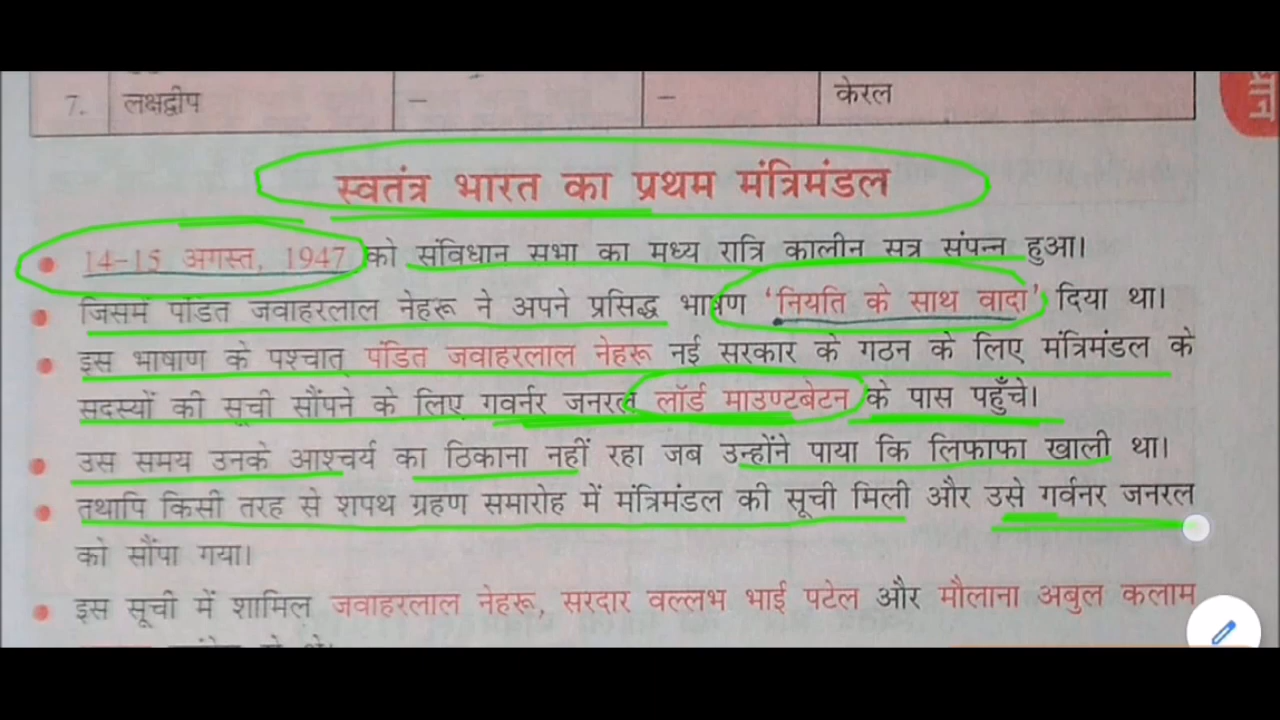 7. लक्षद्वीप – – केरल
धान
स्वतंत्र भारत का प्रथम मंत्रिमंडल
14-15 अगस्त, 1947 को संविधान सभा का मध्य रात्रि कालीन सत्र संपन्न हुआ।
जिसमें पंडित जवाहरलाल नेहरू ने अपने प्रसिद्ध भाषण 'नियति के साथ वादा' दिया था।
इस भाषाण के पश्चात् पंडित जवाहरलाल नेहरू नई सरकार के गठन के लिए मंत्रिमंडल के
सदस्यों की सूची सौंपने के लिए गवर्नर जनरल लॉर्ड माउण्टबेटन के पास पहुँचे।
उस समय उनके आश्चर्य का ठिकाना नहीं रहा जब उन्होंने पाया कि लिफाफा खाली था।
तथापि किसी तरह से शपथ ग्रहण समारोह में मंत्रिमंडल की सूची मिली और उसे गर्वनर जनरल
को सौंपा गया।
इस सूची में शामिल जवाहरलाल नेहरू, सरदार वल्लभ भाई पटेल और मौलाना अबुल कलाम